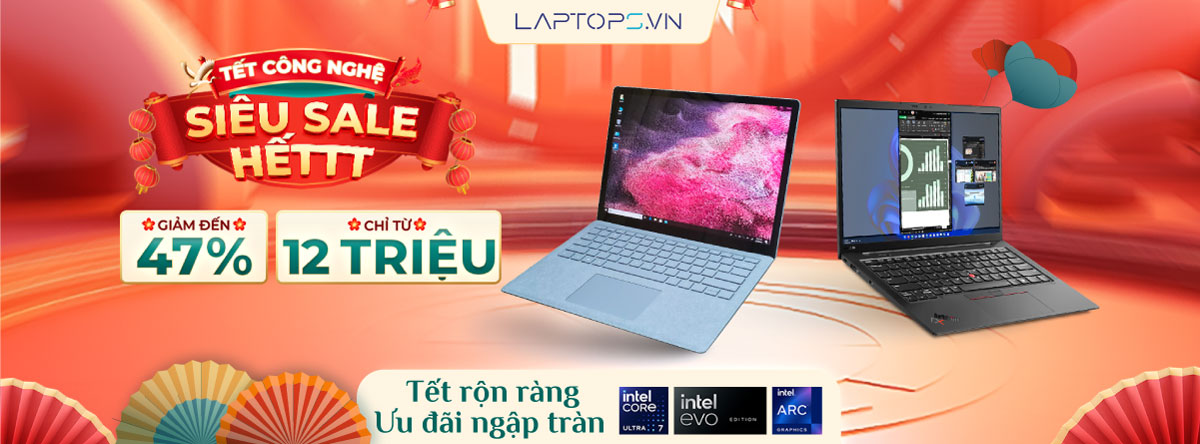 LAPTOPS.VN
TẾT CÔNG NGHỆ
SIÊU SALE
HẾTTT
GIẢM ĐẾN
47%
CHỈ TỪ
12 TRIỆU
Tết rộn ràng
Ưu đãi ngập tràn
intel
CORE
ULTRA 7
intel
evo
EDITION
intel
ARC
GRAPHICS